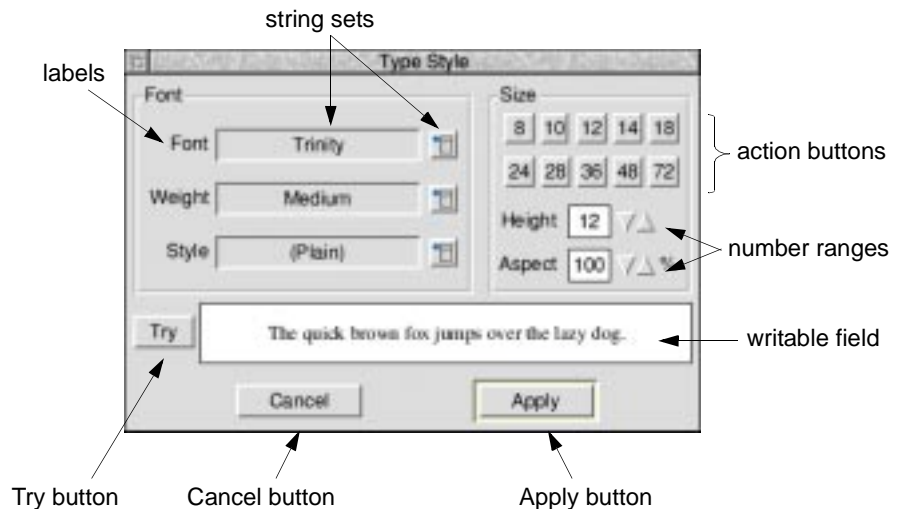 string sets
Type Style
labels
Font
Size
Font Trinity
8 10 12 14 18
action buttons
24 28 36 48 72
Weight Medium
Height 12
number ranges
Style (Plain)
Aspect 100 %
Try The quick brown fox jumps over the lazy dog.
writable field
Cancel Apply
Try button Cancel button Apply button